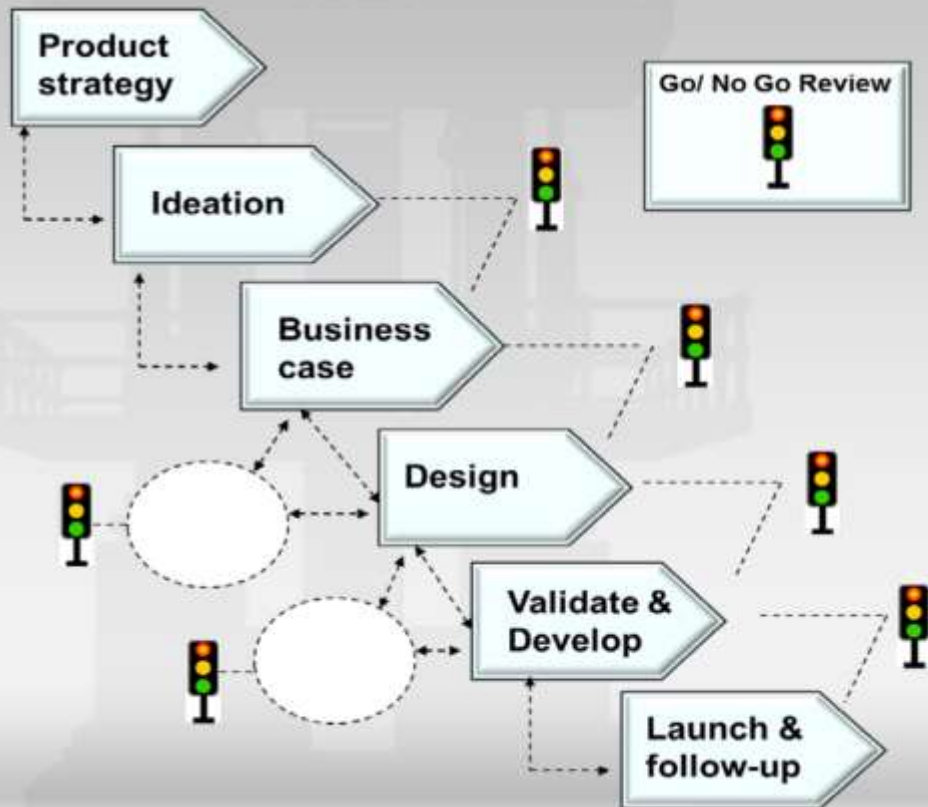 Product
strategy
Go/ No Go Review
Ideation
Business
case
Design
Validate &
Develop
Launch &
follow-up